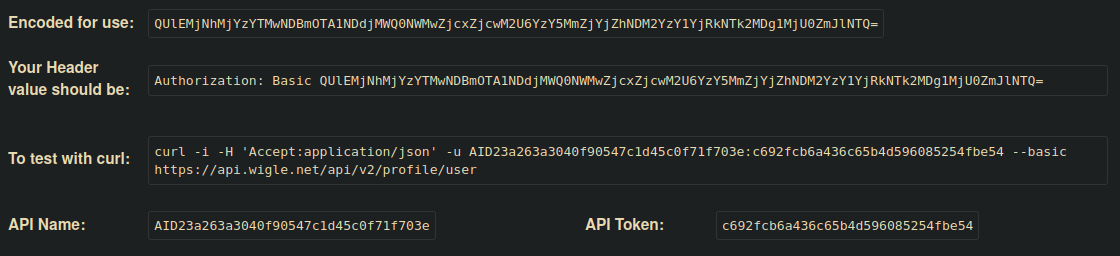 Encoded for use: QUlEMjNhMjYzYTMwNDBmOTA1NDdjMWQ0NWMwZjcxZjcwM2U6YzY5MmZjYjZhNDM2YzY1YjRkNTk2MDg1MjU0ZmJlNTQ=
Your Header
value should be: Authorization: Basic QUlEMjNhMjYzYTMwNDBmOTA1NDdjMWQ0NWMwZjcxZjcwM2U6YzY5MmZjYjZhNDM2YzY1YjRkNTk2MDg1MjU0ZmJlNTQ=
To test with curl: curl -i -H 'Accept:application/json' -u AID23a263a3040f90547c1d45c0f71f703e:c692fcb6a436c65b4d596085254fbe54 --basic
https://api.wigle.net/api/v2/profile/user
API Name: AID23a263a3040f90547c1d45c0f71f703e API Token: c692fcb6a436c65b4d596085254fbe54